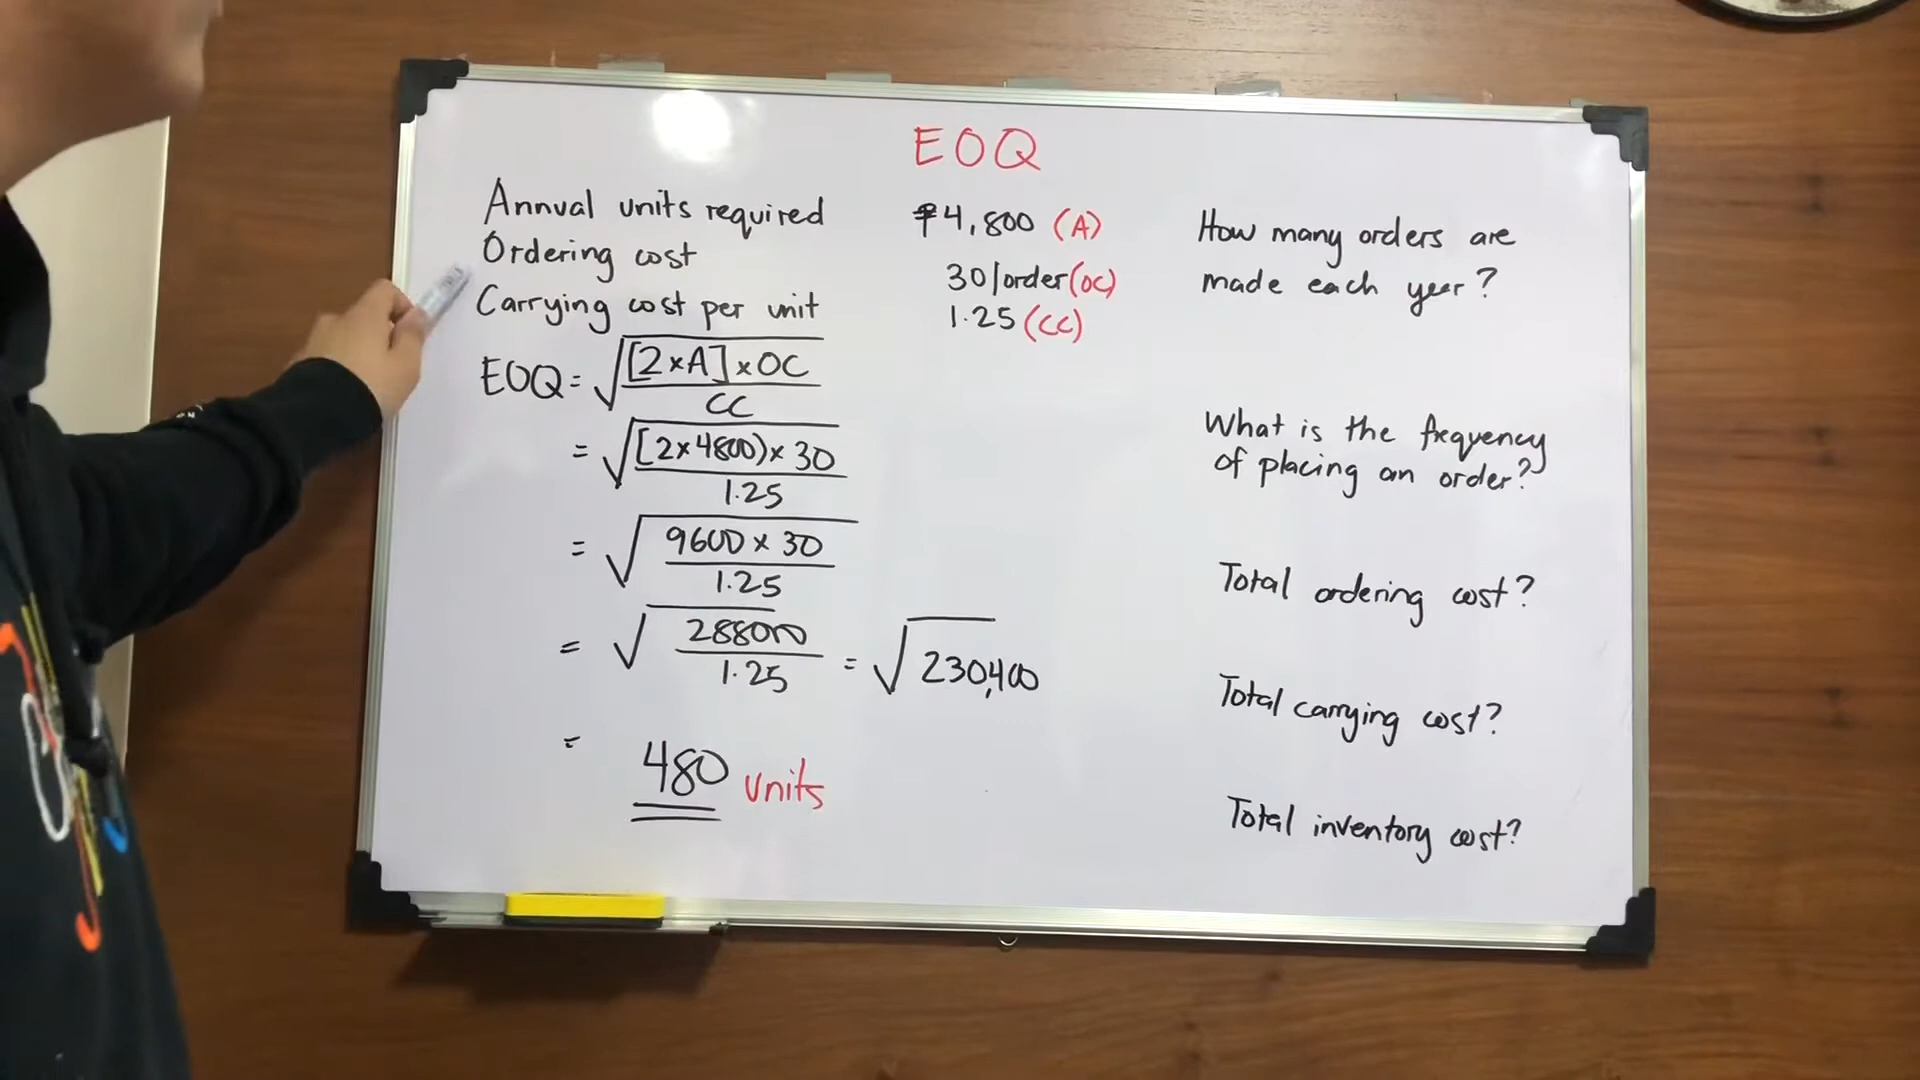 EOQ
Annual units required ₱4,800 (A)
Ordering cost 30/order (OC)
Carrying cost per unit 1.25 (CC)
EOQ = √[2×A]×OC
CC
= √[2×4800)×30
1.25
= √9600×30
1.25
= √288000
1.25
= √230,400
= 480 units
How many orders are
made each year?
What is the frequency
of placing an order?
Total ordering cost?
Total carrying cost?
Total inventory cost?